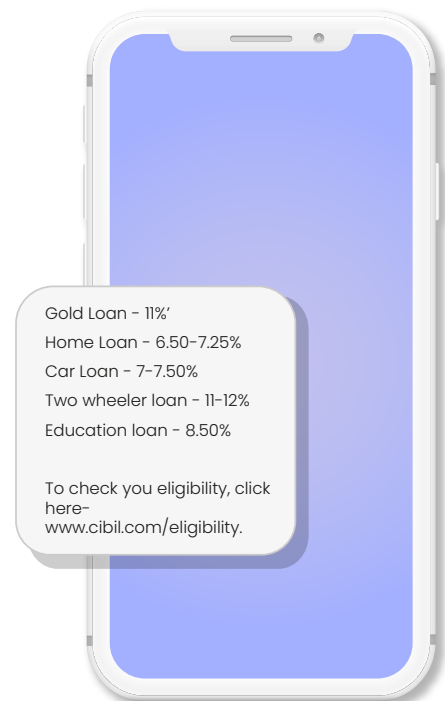 Gold Loan - 11%’
Home Loan - 6.50-7.25%
Car Loan - 7-7.50%
Two wheeler loan - 11-12%
Education loan - 8.50%
To check you eligibility, click
here-
www.cibil.com/eligibility.